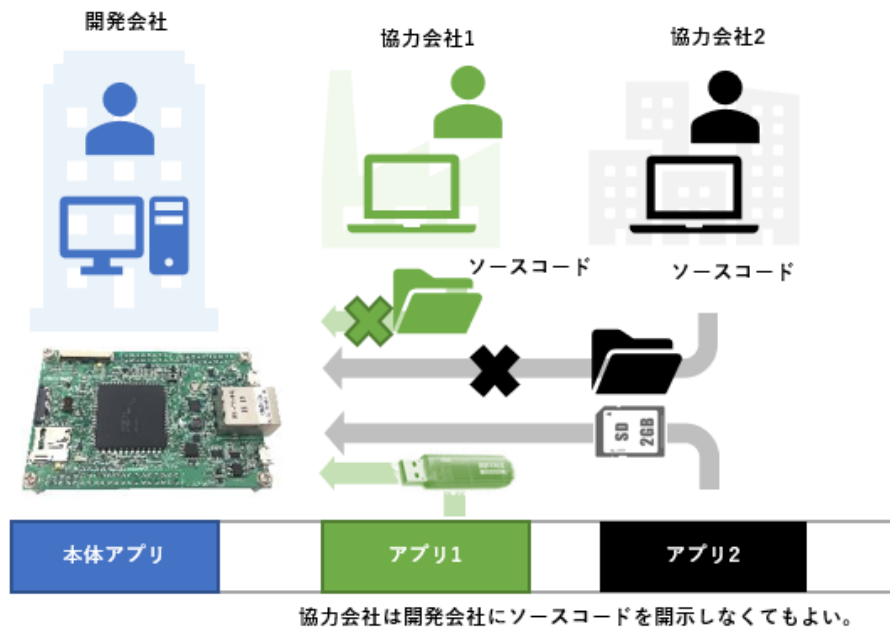 開発会社
協力会社1
協力会社2
ソースコード
ソースコード
SD
2GB
本体アプリ
アプリ1
アプリ2
協力会社は開発会社にソースコードを開示しなくてもよい。